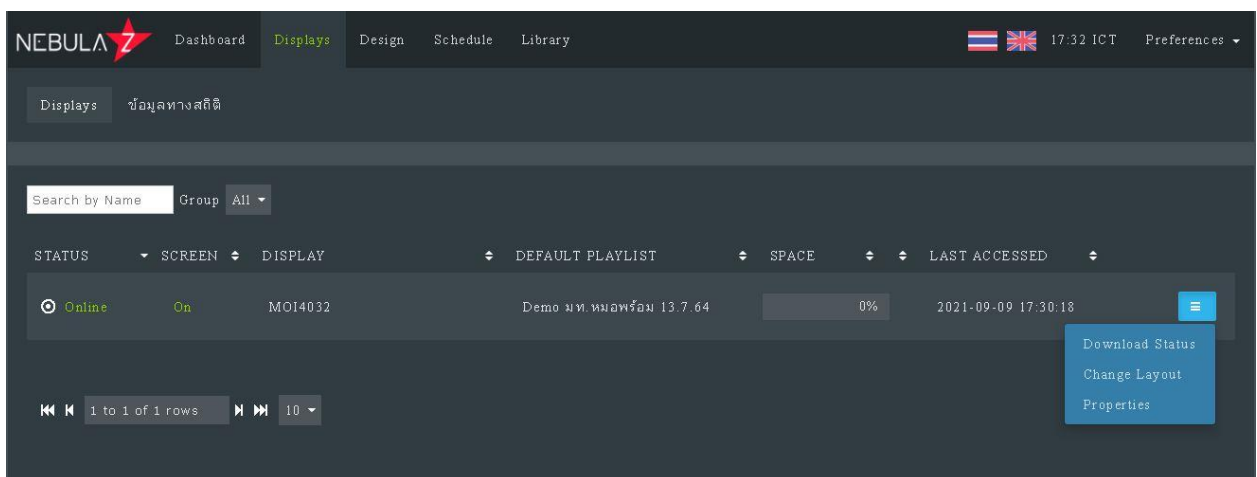 NEBULA Z Dashboard Displays Design Schedule Library 17:32 ICT Preferences
Displays ข้อมูลทางสถิติ
Search by Name Group All
STATUS SCREEN DISPLAY DEFAULT PLAYLIST SPACE LAST ACCESSED
Online On MOI4032 Demo มท.หมอพร้อม 13.7.64 0% 2021-09-09 17:30:18
Download Status
Change Layout
Properties
1 to 1 of 1 rows 10